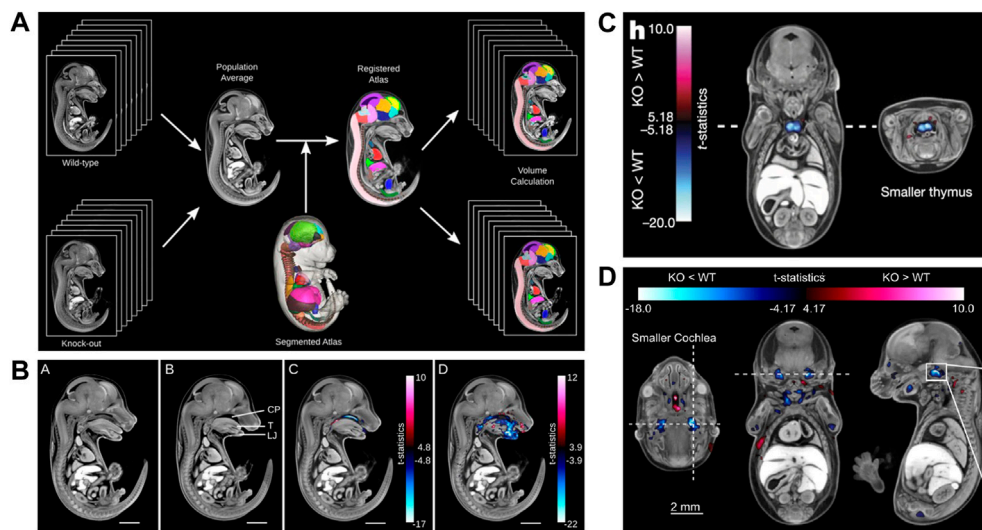 A
Population
Average
Registered
Atlas
Wild-type
Volume
Calculation
Knock-out
Segmented Atlas
B
A
B
CP
T
LJ
C
10
t-statistics
4.8
-4.8
-17
D
12
t-statistics
3.9
-3.9
-22
C
h
KO > WT
KO < WT
10.0
5.18
-5.18
-20.0
t-statistics
Smaller thymus
D
KO < WT
t-statistics
KO > WT
-18.0
-4.17
4.17
10.0
Smaller Cochlea
2 mm